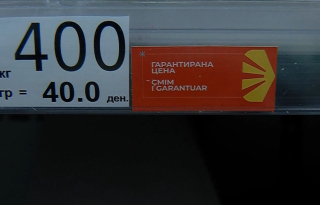 400
кг
гр = 40.0 ден.
ГАРАНТИРАНА
ЦЕНА
ÇMIM
I GARANTUAR